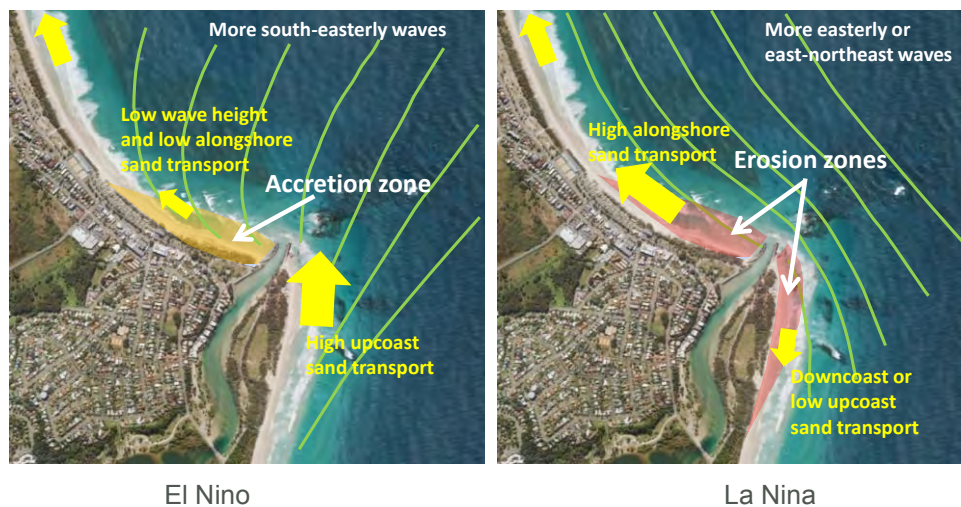 More south-easterly waves
Low wave height
and low alongshore
sand transport
Accretion zone
High upcoast
sand transport
El Nino
More easterly or
east-northeast waves
High alongshore
sand transport
Erosion zones
Downcoast or
low upcoast
sand transport
La Nina